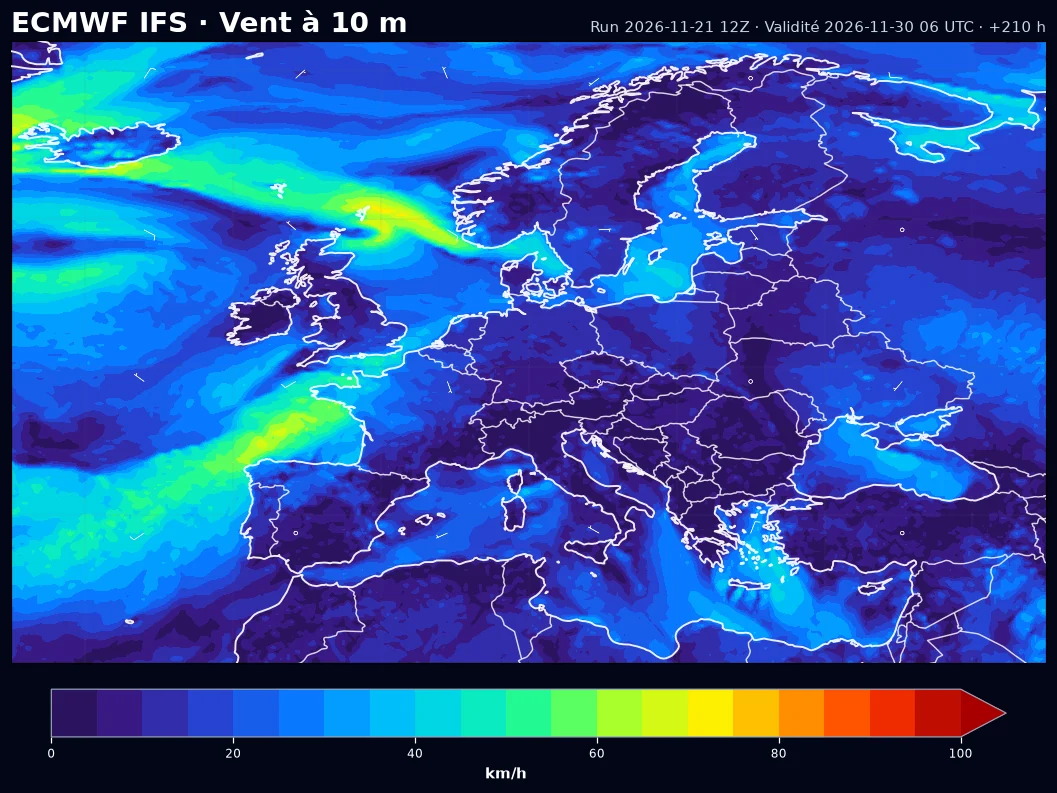 ECMWF IFS · Vent à 10 m
Run 2026-11-21 12Z · Validité 2026-11-30 06 UTC · +210 h
0 20 40 60 80 100
km/h